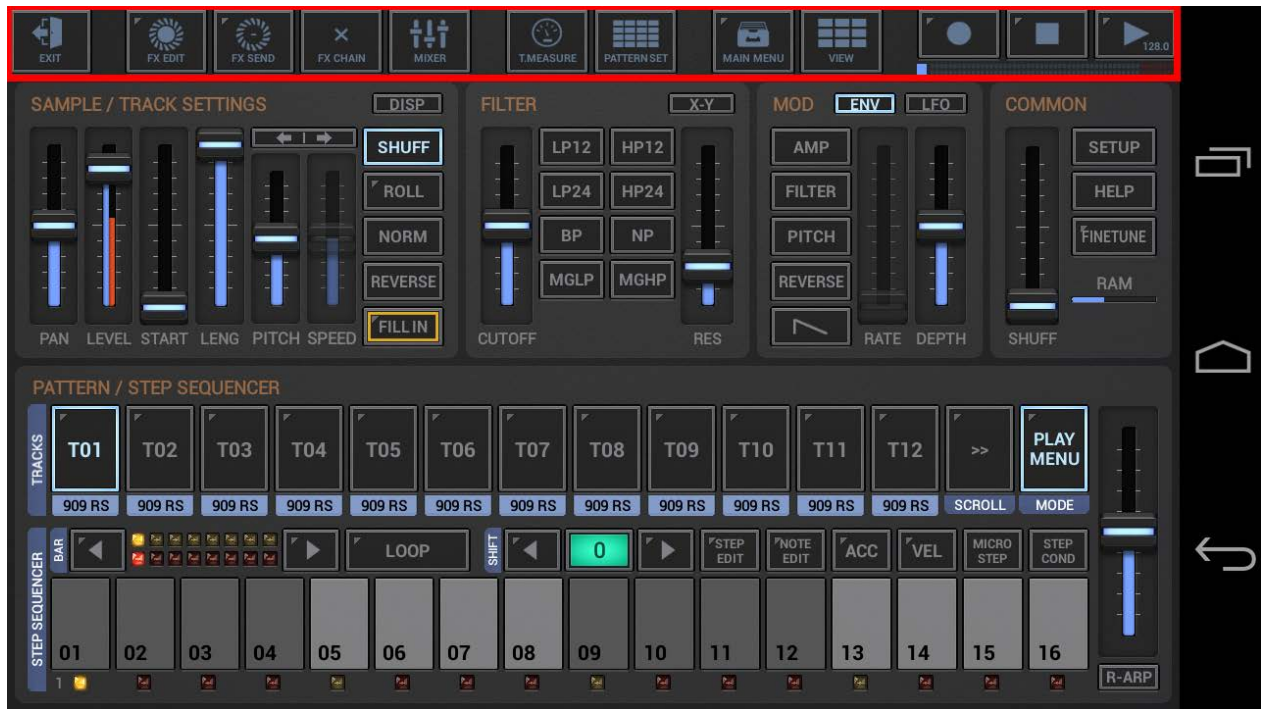 EXIT FX EDIT FX SEND FX CHAIN MIXER T.MEASURE PATTERN SET MAIN MENU VIEW 128.0
SAMPLE / TRACK SETTINGS DISP
SHUFF
ROLL
NORM
REVERSE
FILL IN
PAN LEVEL START LENG PITCH SPEED
FILTER X-Y
LP12 HP12
LP24 HP24
BP NP
MGLP MGHP
CUTOFF RES
MOD ENV LFO
AMP
FILTER
PITCH
REVERSE
RATE DEPTH
COMMON
SETUP
HELP
FINETUNE
RAM
SHUFF
PATTERN / STEP SEQUENCER
TRACKS
T01 T02 T03 T04 T05 T06 T07 T08 T09 T10 T11 T12 >> PLAY MENU
909 RS 909 RS 909 RS 909 RS 909 RS 909 RS 909 RS 909 RS 909 RS 909 RS 909 RS 909 RS SCROLL MODE
STEP SEQUENCER
BAR LOOP SHIFT 0 STEP EDIT NOTE EDIT ACC VEL MICRO STEP STEP COND
01 02 03 04 05 06 07 08 09 10 11 12 13 14 15 16
1 R-ARP